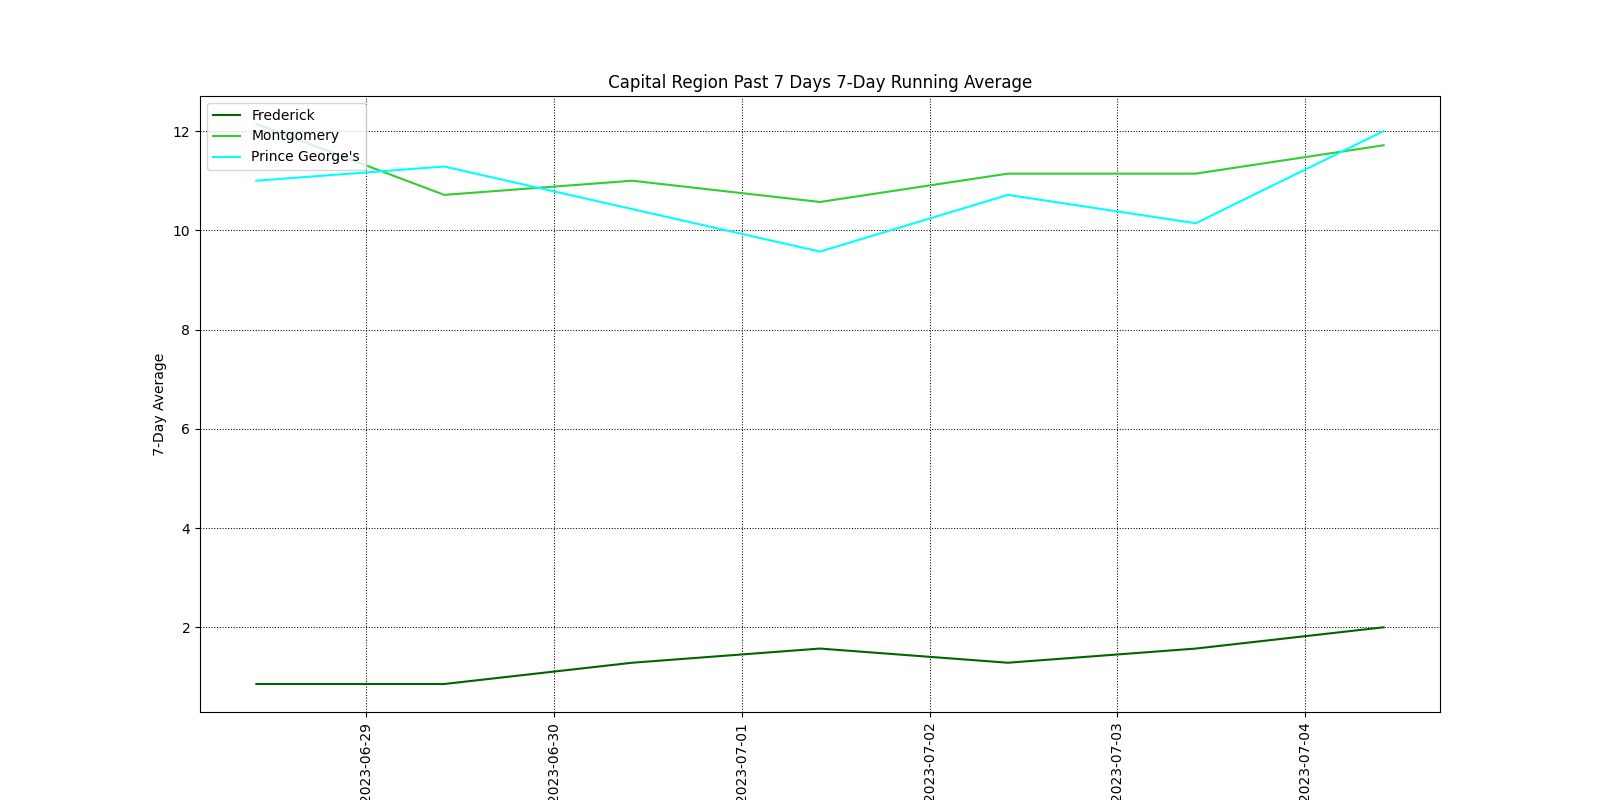 Capital Region Past 7 Days 7-Day Running Average
Frederick
Montgomery
Prince George's
12
10
8
6
4
2
7-Day Average
2023-06-29
2023-06-30
2023-07-01
2023-07-02
2023-07-03
2023-07-04